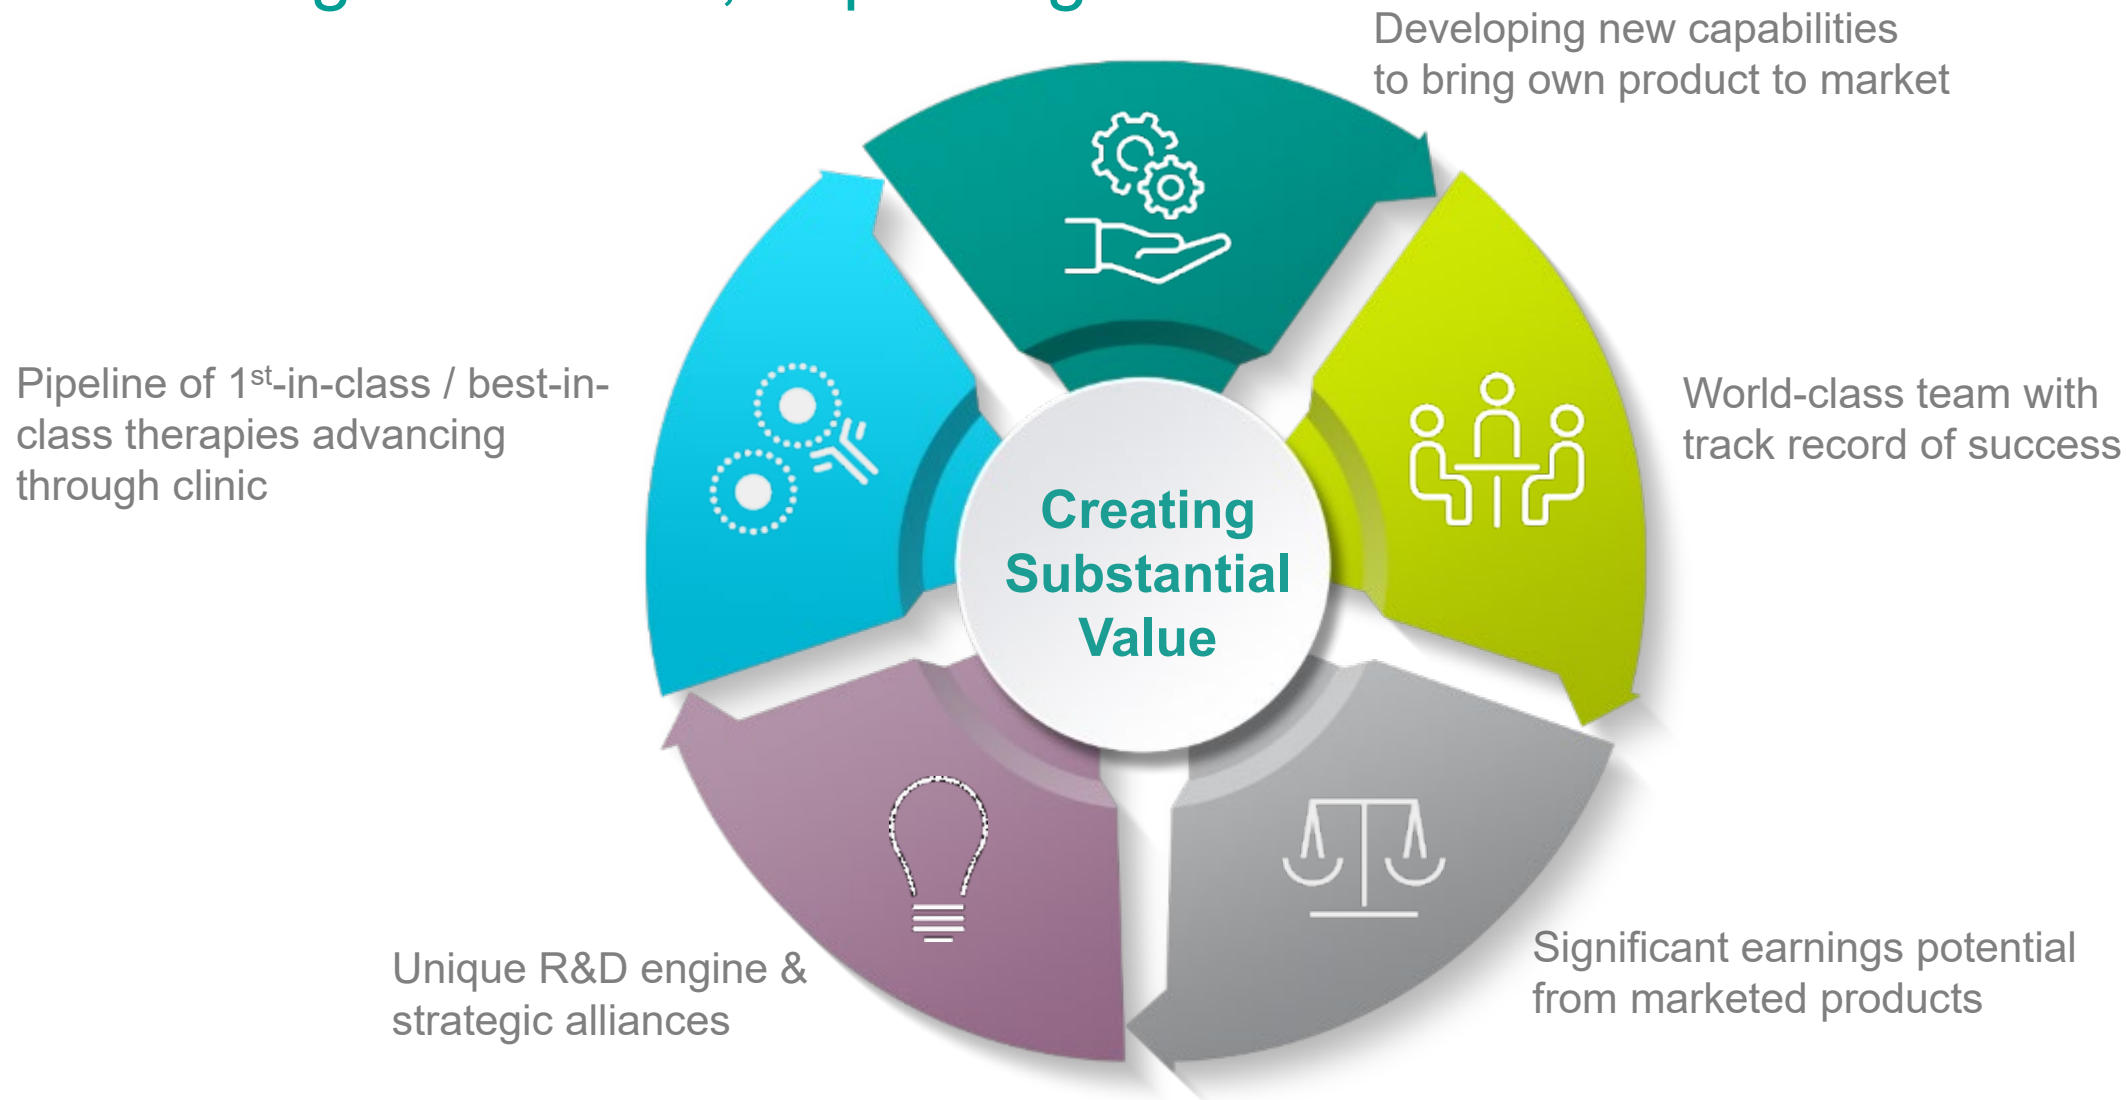 Developing new capabilities
to bring own product to market
Pipeline of 1st-in-class / best-in-
class therapies advancing
through clinic
World-class team with
track record of success
Creating
Substantial
Value
Unique R&D engine &
strategic alliances
Significant earnings potential
from marketed products